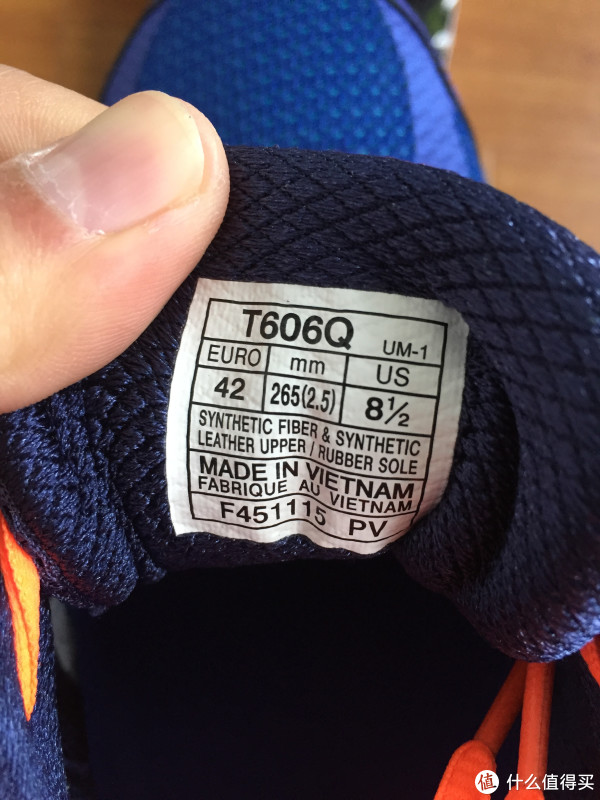 T606Q UM-1
EURO mm US
42 265(2.5) 8½
SYNTHETIC FIBER & SYNTHETIC
LEATHER UPPER / RUBBER SOLE
MADE IN VIETNAM
FABRIQUE AU VIETNAM
F451115 PV
值 什么值得买